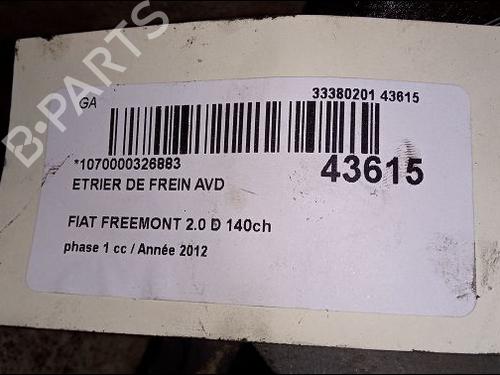 B-PARTS
GA
33380201 43615
*1070000326883
43615
ETRIER DE FREIN AVD
FIAT FREEMONT 2.0 D 140ch
phase 1 cc / Année 2012